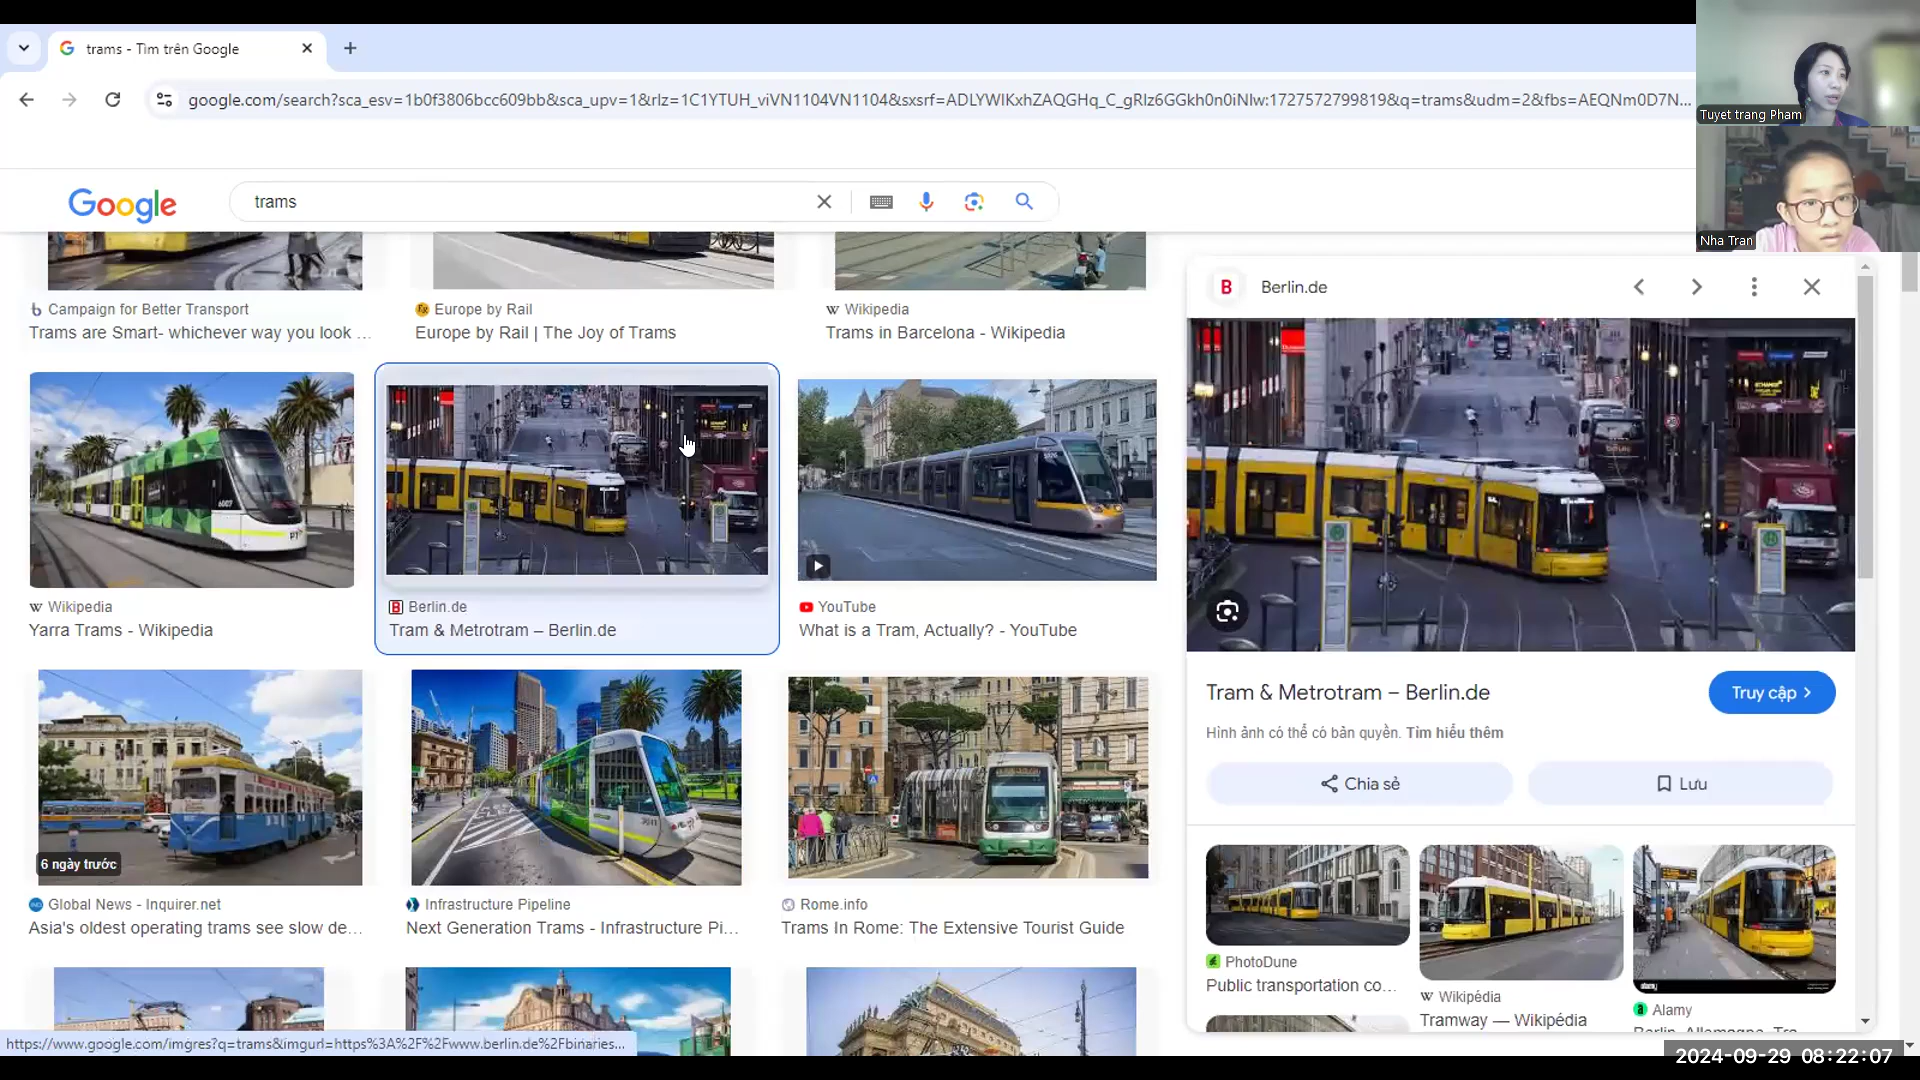 trams - Tìm trên Google
google.com/search?sca_esv=1b0f3806bcc609bb&sca_upv=1&rlz=1C1YTUH_viVN1104VN1104&sxsrf=ADLYWIKxhZAQGHq_C_gRlz6GGkh0n0iNlw:1727572799819&q=trams&udm=2&fbs=AEQNm0D7N...
Tuyet trang Pham
Nha Tran
Google
trams
Campaign for Better Transport
Trams are Smart- whichever way you look ...
Europe by Rail
Europe by Rail | The Joy of Trams
Wikipedia
Trams in Barcelona - Wikipedia
Wikipedia
Yarra Trams - Wikipedia
Berlin.de
Tram & Metrotram – Berlin.de
YouTube
What is a Tram, Actually? - YouTube
6 ngày trước
Global News - Inquirer.net
Asia's oldest operating trams see slow de...
Infrastructure Pipeline
Next Generation Trams - Infrastructure Pi...
Rome.info
Trams In Rome: The Extensive Tourist Guide
Berlin.de
Tram & Metrotram – Berlin.de
Truy cập
Hình ảnh có thể có bản quyền. Tìm hiểu thêm
Chia sẻ
Lưu
PhotoDune
Public transportation co...
Wikipédia
Tramway — Wikipédia
Alamy
Berlin, Allemagne, Tra...
https://www.google.com/imgres?q=trams&imgurl=https%3A%2F%2Fwww.berlin.de%2Fbinaries...
2024-09-29 08:22:07